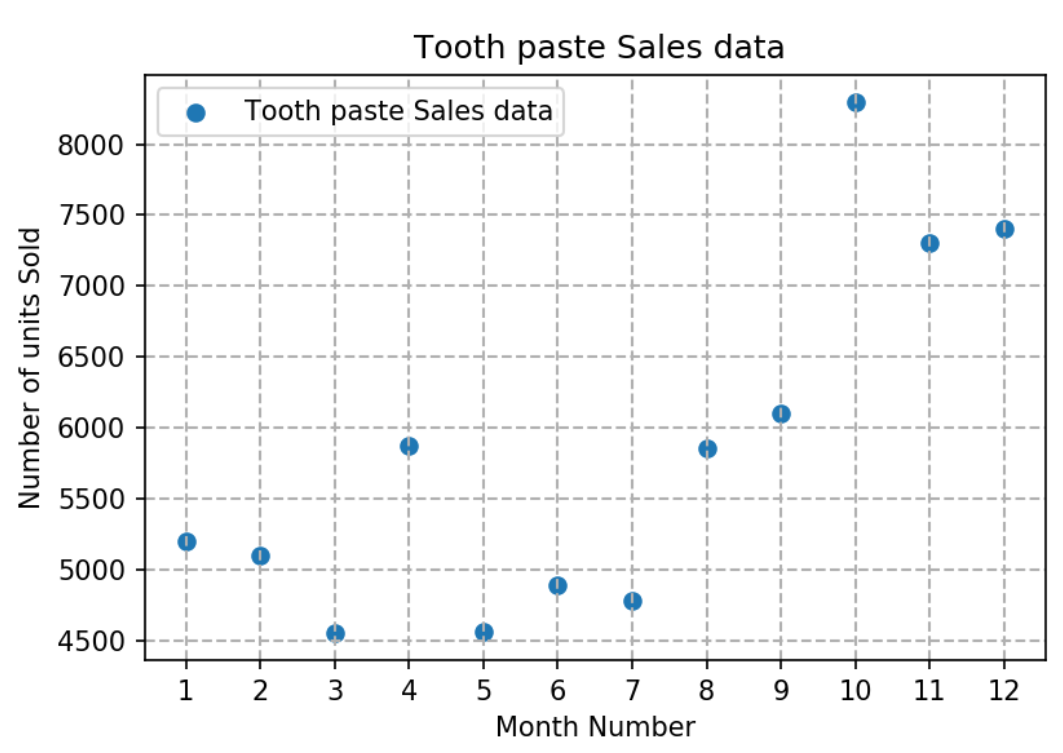 Tooth paste Sales data
Tooth paste Sales data
Number of units Sold
8000
7500
7000
6500
6000
5500
5000
4500
1 2 3 4 5 6 7 8 9 10 11 12
Month Number